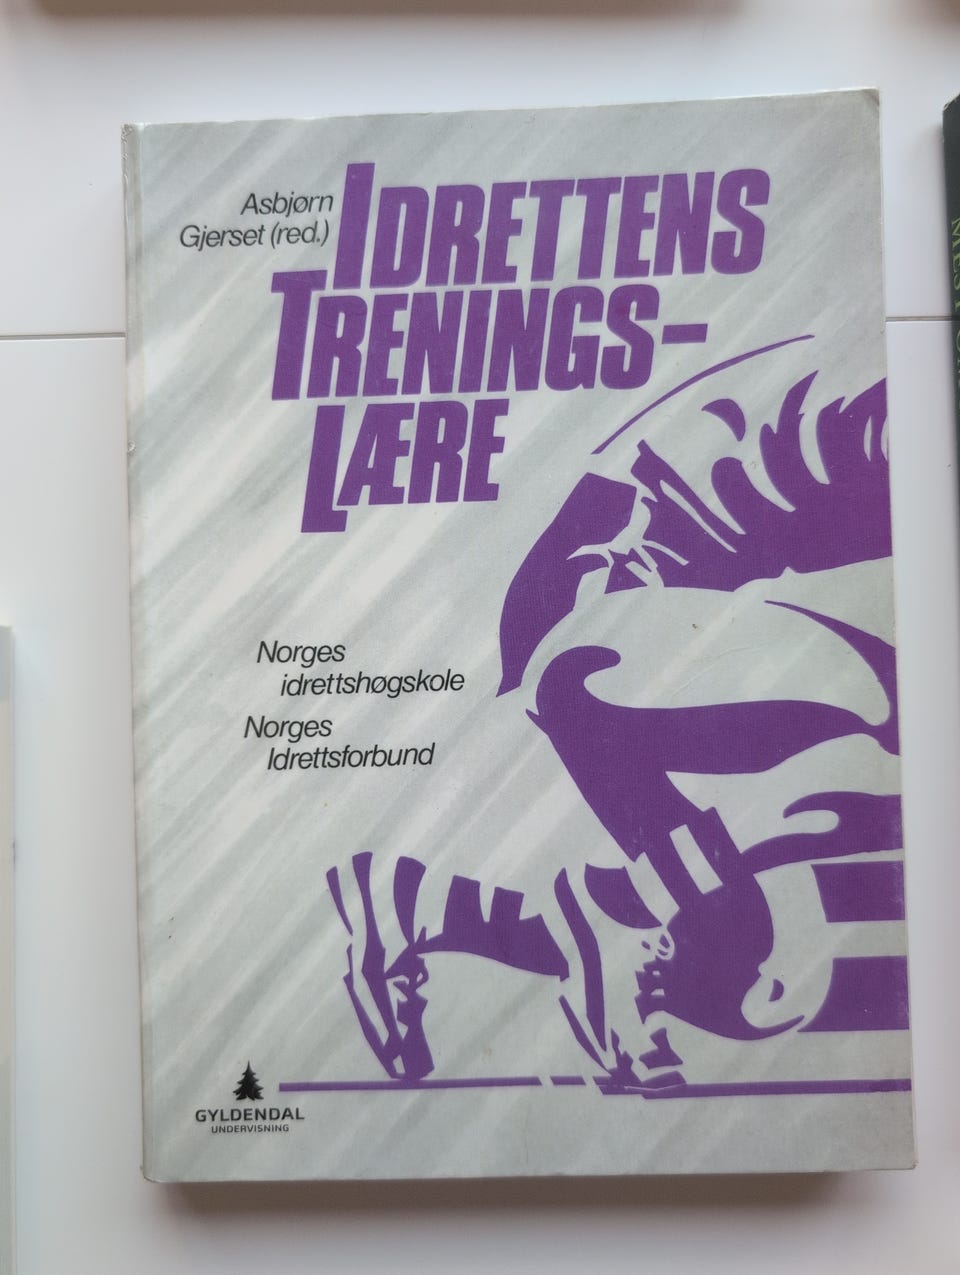 Asbjørn
Gjerset (red.)
IDRETTENS
TRENINGS-
LÆRE
Norges
idrettshøgskole
Norges
Idrettsforbund
GYLDENDAL
UNDERVISNING